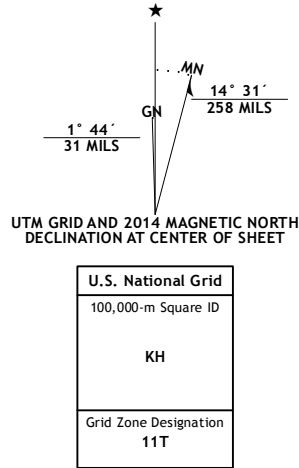 ★
MN
GN
14° 31´
258 MILS
1° 44´
31 MILS
UTM GRID AND 2014 MAGNETIC NORTH
DECLINATION AT CENTER OF SHEET
U.S. National Grid
100,000-m Square ID
KH
Grid Zone Designation
11T